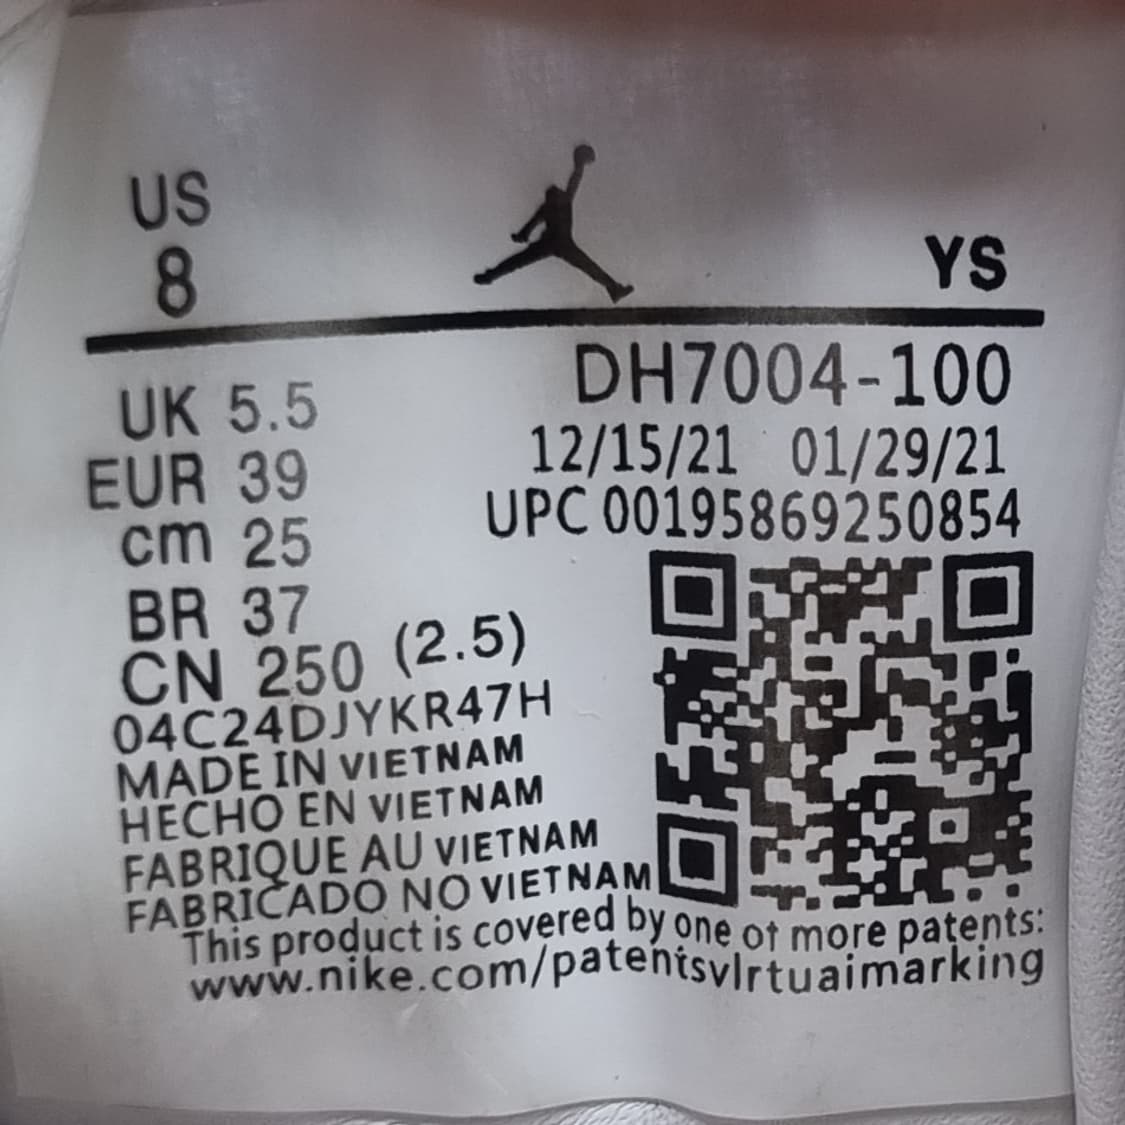 US
8
YS
UK 5.5
EUR 39
cm 25
BR 37
CN 250 (2.5)
04C24DJYKR47H
MADE IN VIETNAM
HECHO EN VIETNAM
FABRIQUE AU VIETNAM
FABRICADO NO VIETNAM
DH7004-100
12/15/21 01/29/21
UPC 00195869250854
This product is covered by one ot more patents:
www.nike.com/patentsvlrtuaimarking